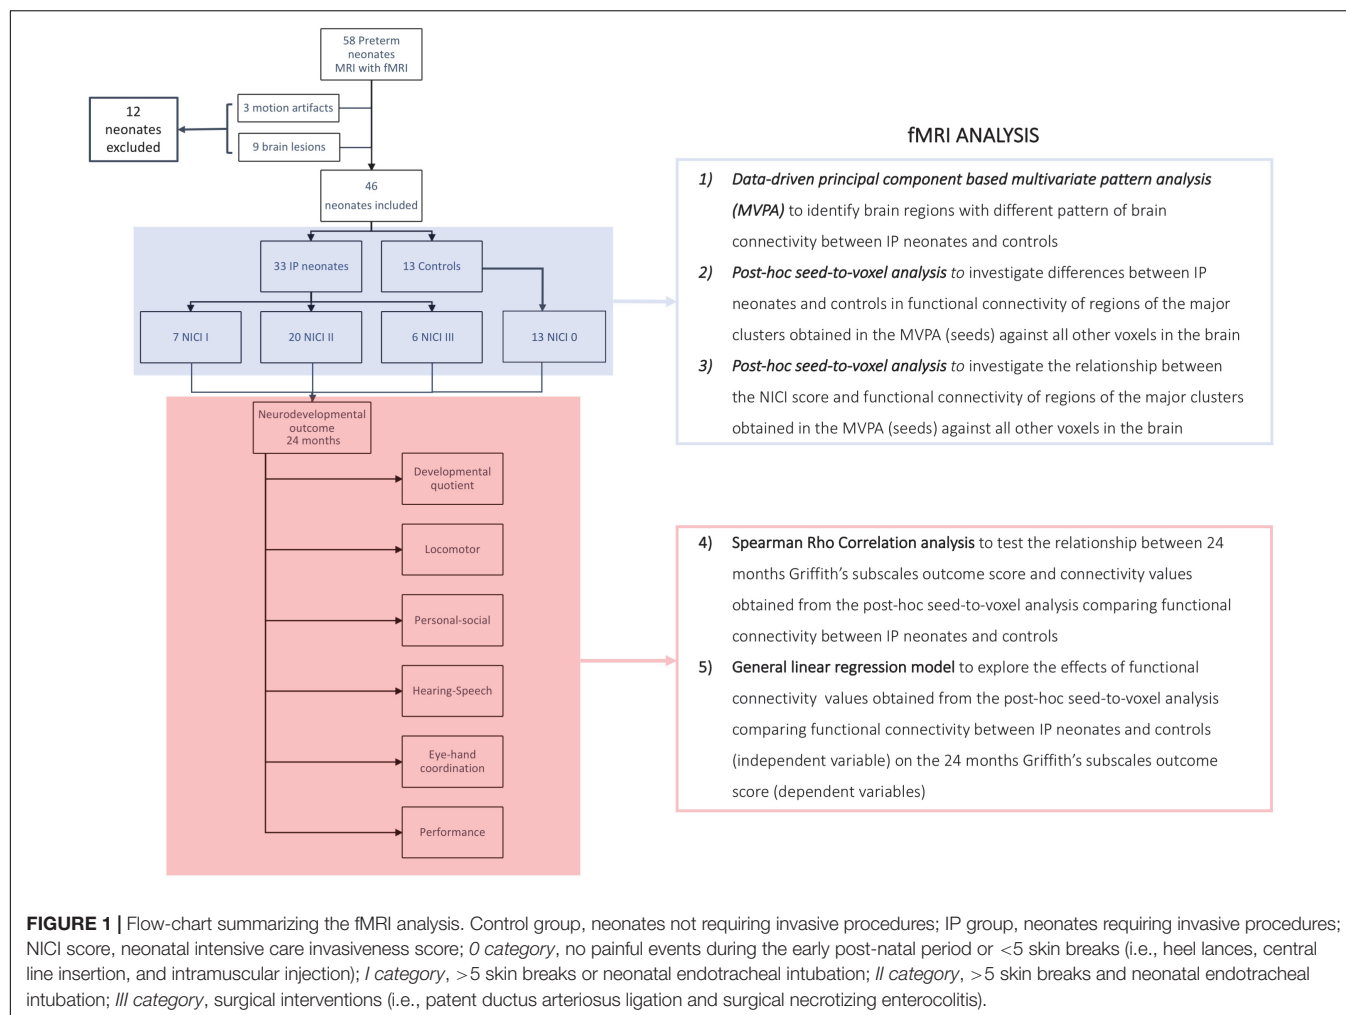 58 Preterm
neonates
MRI with fMRI
3 motion artifacts
12
neonates
excluded
9 brain lesions
46
neonates included
33 IP neonates
13 Controls
7 NICI I
20 NICI II
6 NICI III
13 NICI 0
Neurodevelopmental
outcome
24 months
Developmental
quotient
Locomotor
Personal-social
Hearing-Speech
Eye-hand
coordination
Performance
fMRI ANALYSIS
1) Data-driven principal component based multivariate pattern analysis
(MVPA) to identify brain regions with different pattern of brain
connectivity between IP neonates and controls
2) Post-hoc seed-to-voxel analysis to investigate differences between IP
neonates and controls in functional connectivity of regions of the major
clusters obtained in the MVPA (seeds) against all other voxels in the brain
3) Post-hoc seed-to-voxel analysis to investigate the relationship between
the NICI score and functional connectivity of regions of the major clusters
obtained in the MVPA (seeds) against all other voxels in the brain
4) Spearman Rho Correlation analysis to test the relationship between 24
months Griffith's subscales outcome score and connectivity values
obtained from the post-hoc seed-to-voxel analysis comparing functional
connectivity between IP neonates and controls
5) General linear regression model to explore the effects of functional
connectivity values obtained from the post-hoc seed-to-voxel analysis
comparing functional connectivity between IP neonates and controls
(independent variable) on the 24 months Griffith's subscales outcome
score (dependent variables)
FIGURE 1 | Flow-chart summarizing the fMRI analysis. Control group, neonates not requiring invasive procedures; IP group, neonates requiring invasive procedures;
NICI score, neonatal intensive care invasiveness score; 0 category, no painful events during the early post-natal period or <5 skin breaks (i.e., heel lances, central
line insertion, and intramuscular injection); I category, >5 skin breaks or neonatal endotracheal intubation; II category, >5 skin breaks and neonatal endotracheal
intubation; III category, surgical interventions (i.e., patent ductus arteriosus ligation and surgical necrotizing enterocolitis).